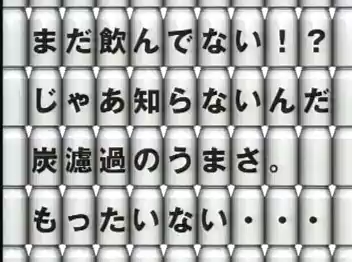 まだ飲んでない！？
じゃあ知らないんだ
炭濾過のうまさ。
もったいない・・・